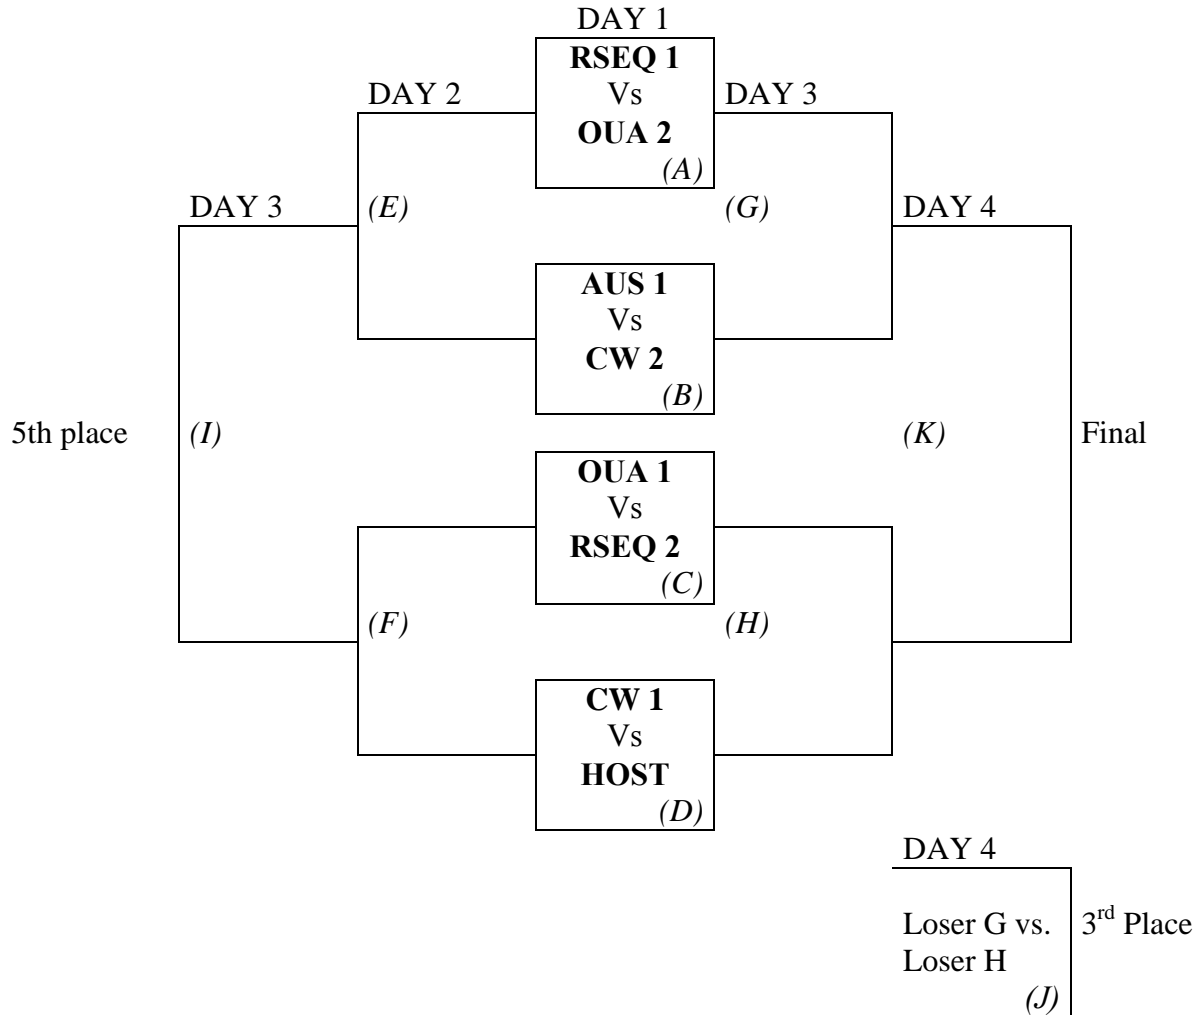 DAY 1
RSEQ 1
DAY 2
Vs
DAY 3
OUA 2
(A)
DAY 3
(E)
(G)
DAY 4
AUS 1
Vs
CW 2
(B)
5th place
(I)
(K)
Final
OUA 1
Vs
RSEQ 2
(C)
(F)
(H)
CW 1
Vs
HOST
(D)
DAY 4
Loser G vs.
3rd Place
Loser H
(J)